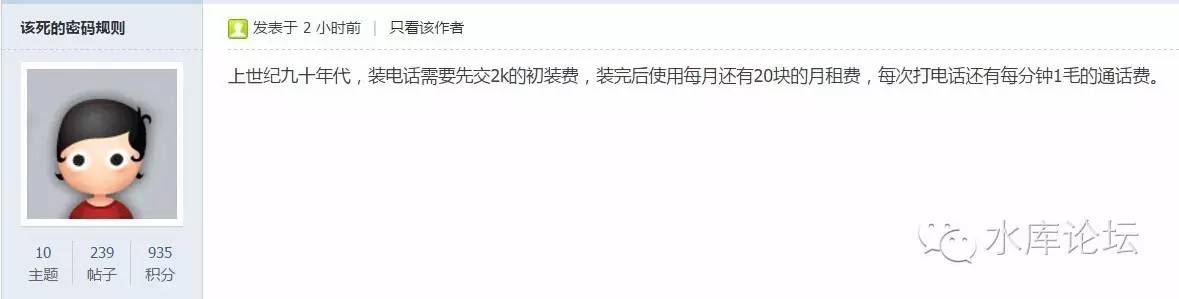 该死的密码规则
发表于 2 小时前 | 只看该作者
上世纪九十年代，装电话需要先交2k的初装费，装完后使用每月还有20块的月租费，每次打电话还有每分钟1毛的通话费。
10 239 935
主题 帖子 积分
水库论坛